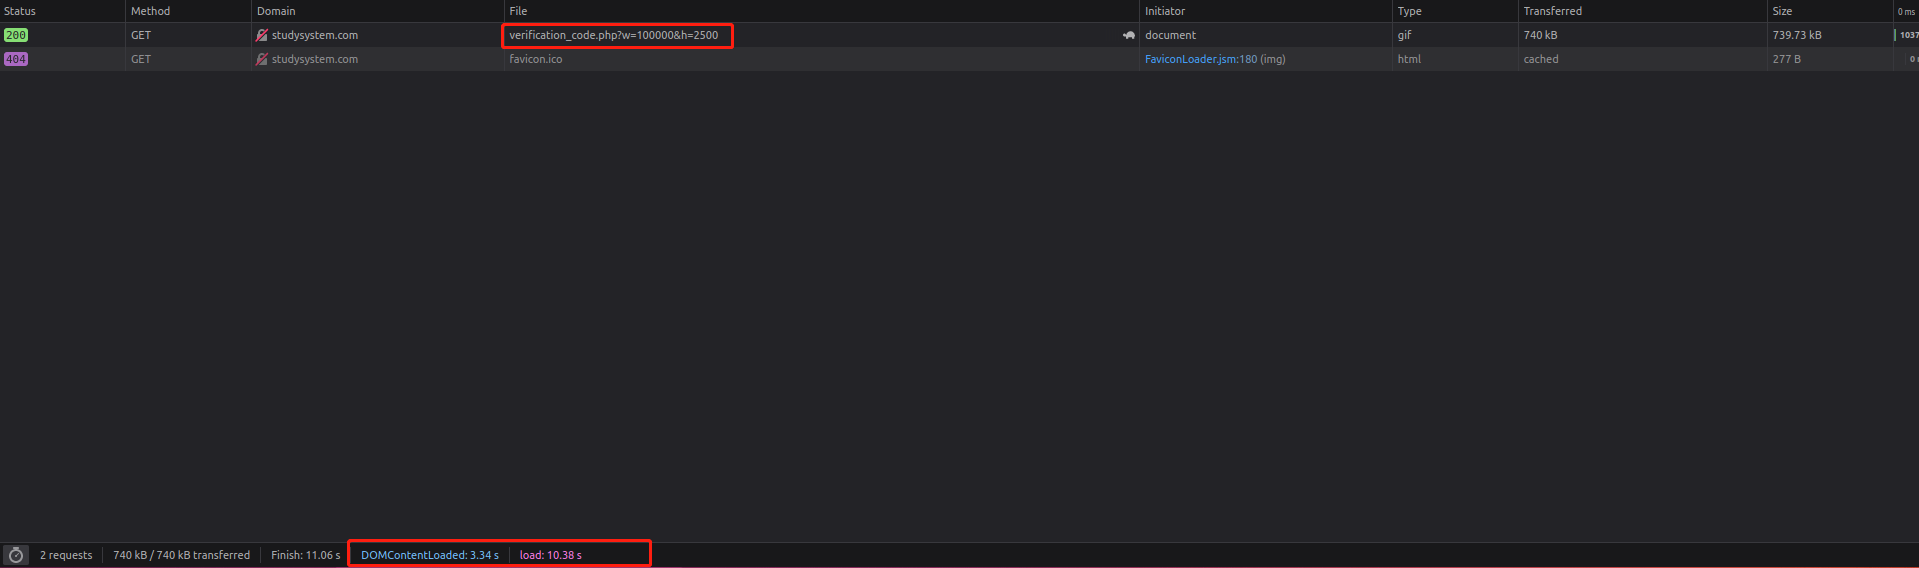 Status Method Domain File Initiator Type Transferred Size 0 ms
200 GET studysystem.com verification_code.php?w=100000&h=2500 document gif 740 kB 739.73 kB 1037
404 GET studysystem.com favicon.ico FaviconLoader.jsm:180 (img) html cached 277 B 0
2 requests 740 kB / 740 kB transferred Finish: 11.06 s DOMContentLoaded: 3.34 s load: 10.38 s